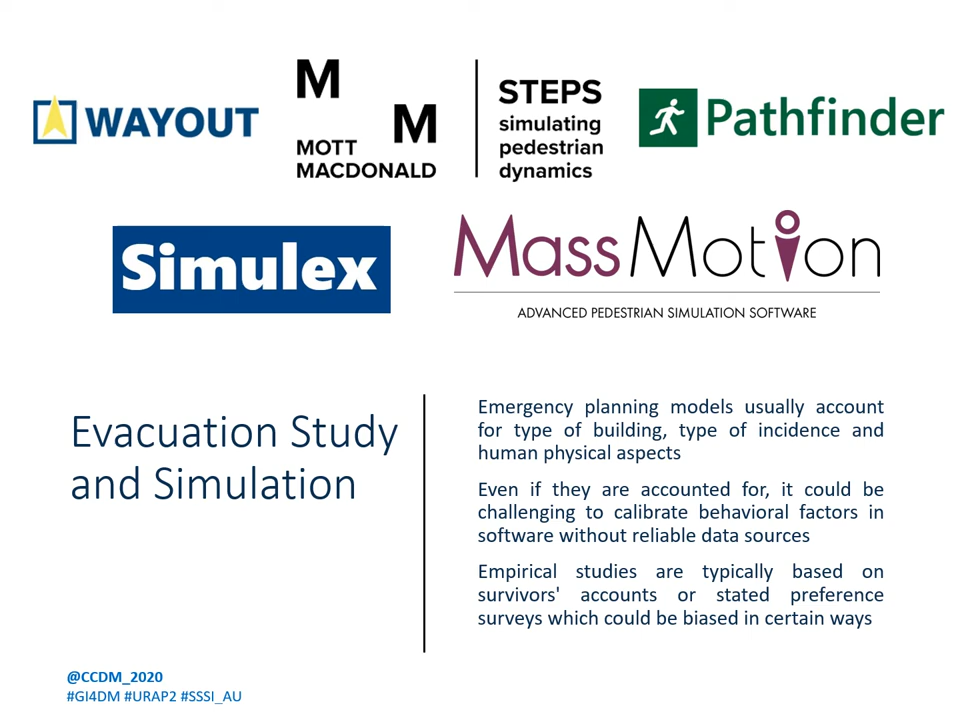 WAYOUT
M
M
MOTT
MACDONALD
STEPS
simulating
pedestrian
dynamics
Pathfinder
Simulex
MassMotion
ADVANCED PEDESTRIAN SIMULATION SOFTWARE
Evacuation Study
and Simulation
Emergency planning models usually account
for type of building, type of incidence and
human physical aspects
Even if they are accounted for, it could be
challenging to calibrate behavioral factors in
software without reliable data sources
Empirical studies are typically based on
survivors' accounts or stated preference
surveys which could be biased in certain ways
@CCDM_2020
#GI4DM #URAP2 #SSSI_AU